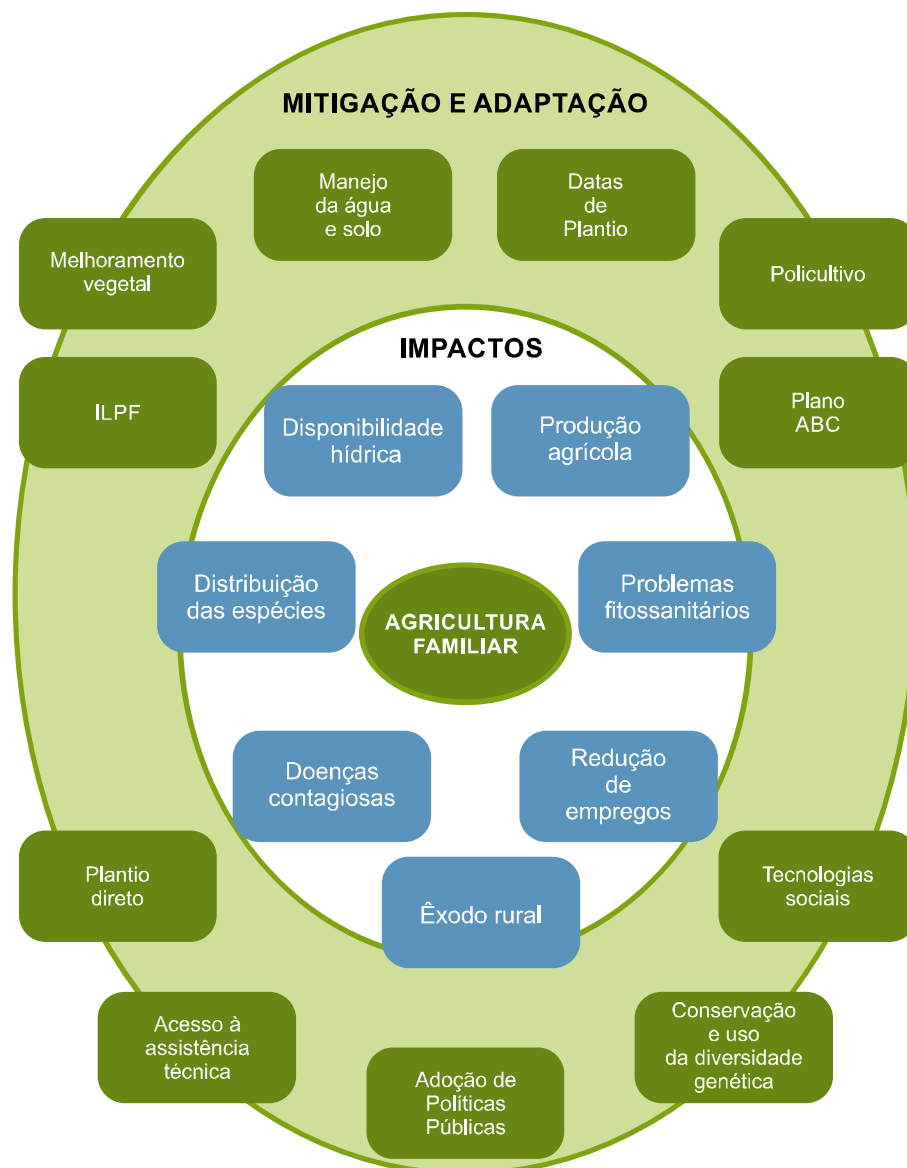 MITIGAÇÃO E ADAPTAÇÃO
Manejo
da água
e solo
Datas
de
Plantio
Melhoramento
vegetal
Policultivo
ILPF
Plano
ABC
IMPACTOS
Disponibilidade
hídrica
Produção
agrícola
Distribuição
das espécies
Problemas
fitossanitários
AGRICULTURA
FAMILIAR
Doenças
contagiosas
Redução
de
empregos
Êxodo rural
Plantio
direto
Tecnologias
sociais
Acesso à
assistência
técnica
Conservação
e uso
da diversidade
genética
Adoção de
Políticas
Públicas